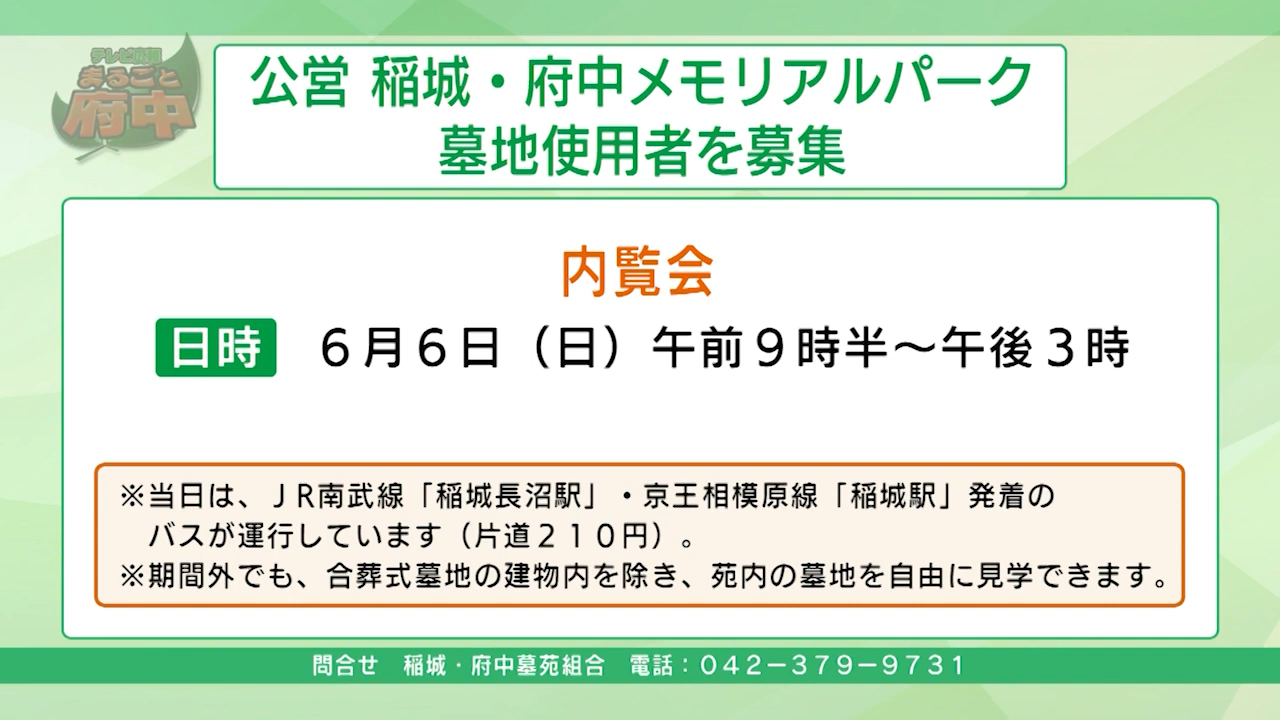 まるごと
府中
公営 稲城・府中メモリアルパーク
墓地使用者を募集
内覧会
日時　６月６日（日）午前９時半～午後３時
※当日は、ＪＲ南武線「稲城長沼駅」・京王相模原線「稲城駅」発着の
バスが運行しています（片道２１０円）。
※期間外でも、合葬式墓地の建物内を除き、苑内の墓地を自由に見学できます。
問合せ　稲城・府中墓苑組合　電話：０４２－３７９－９７３１